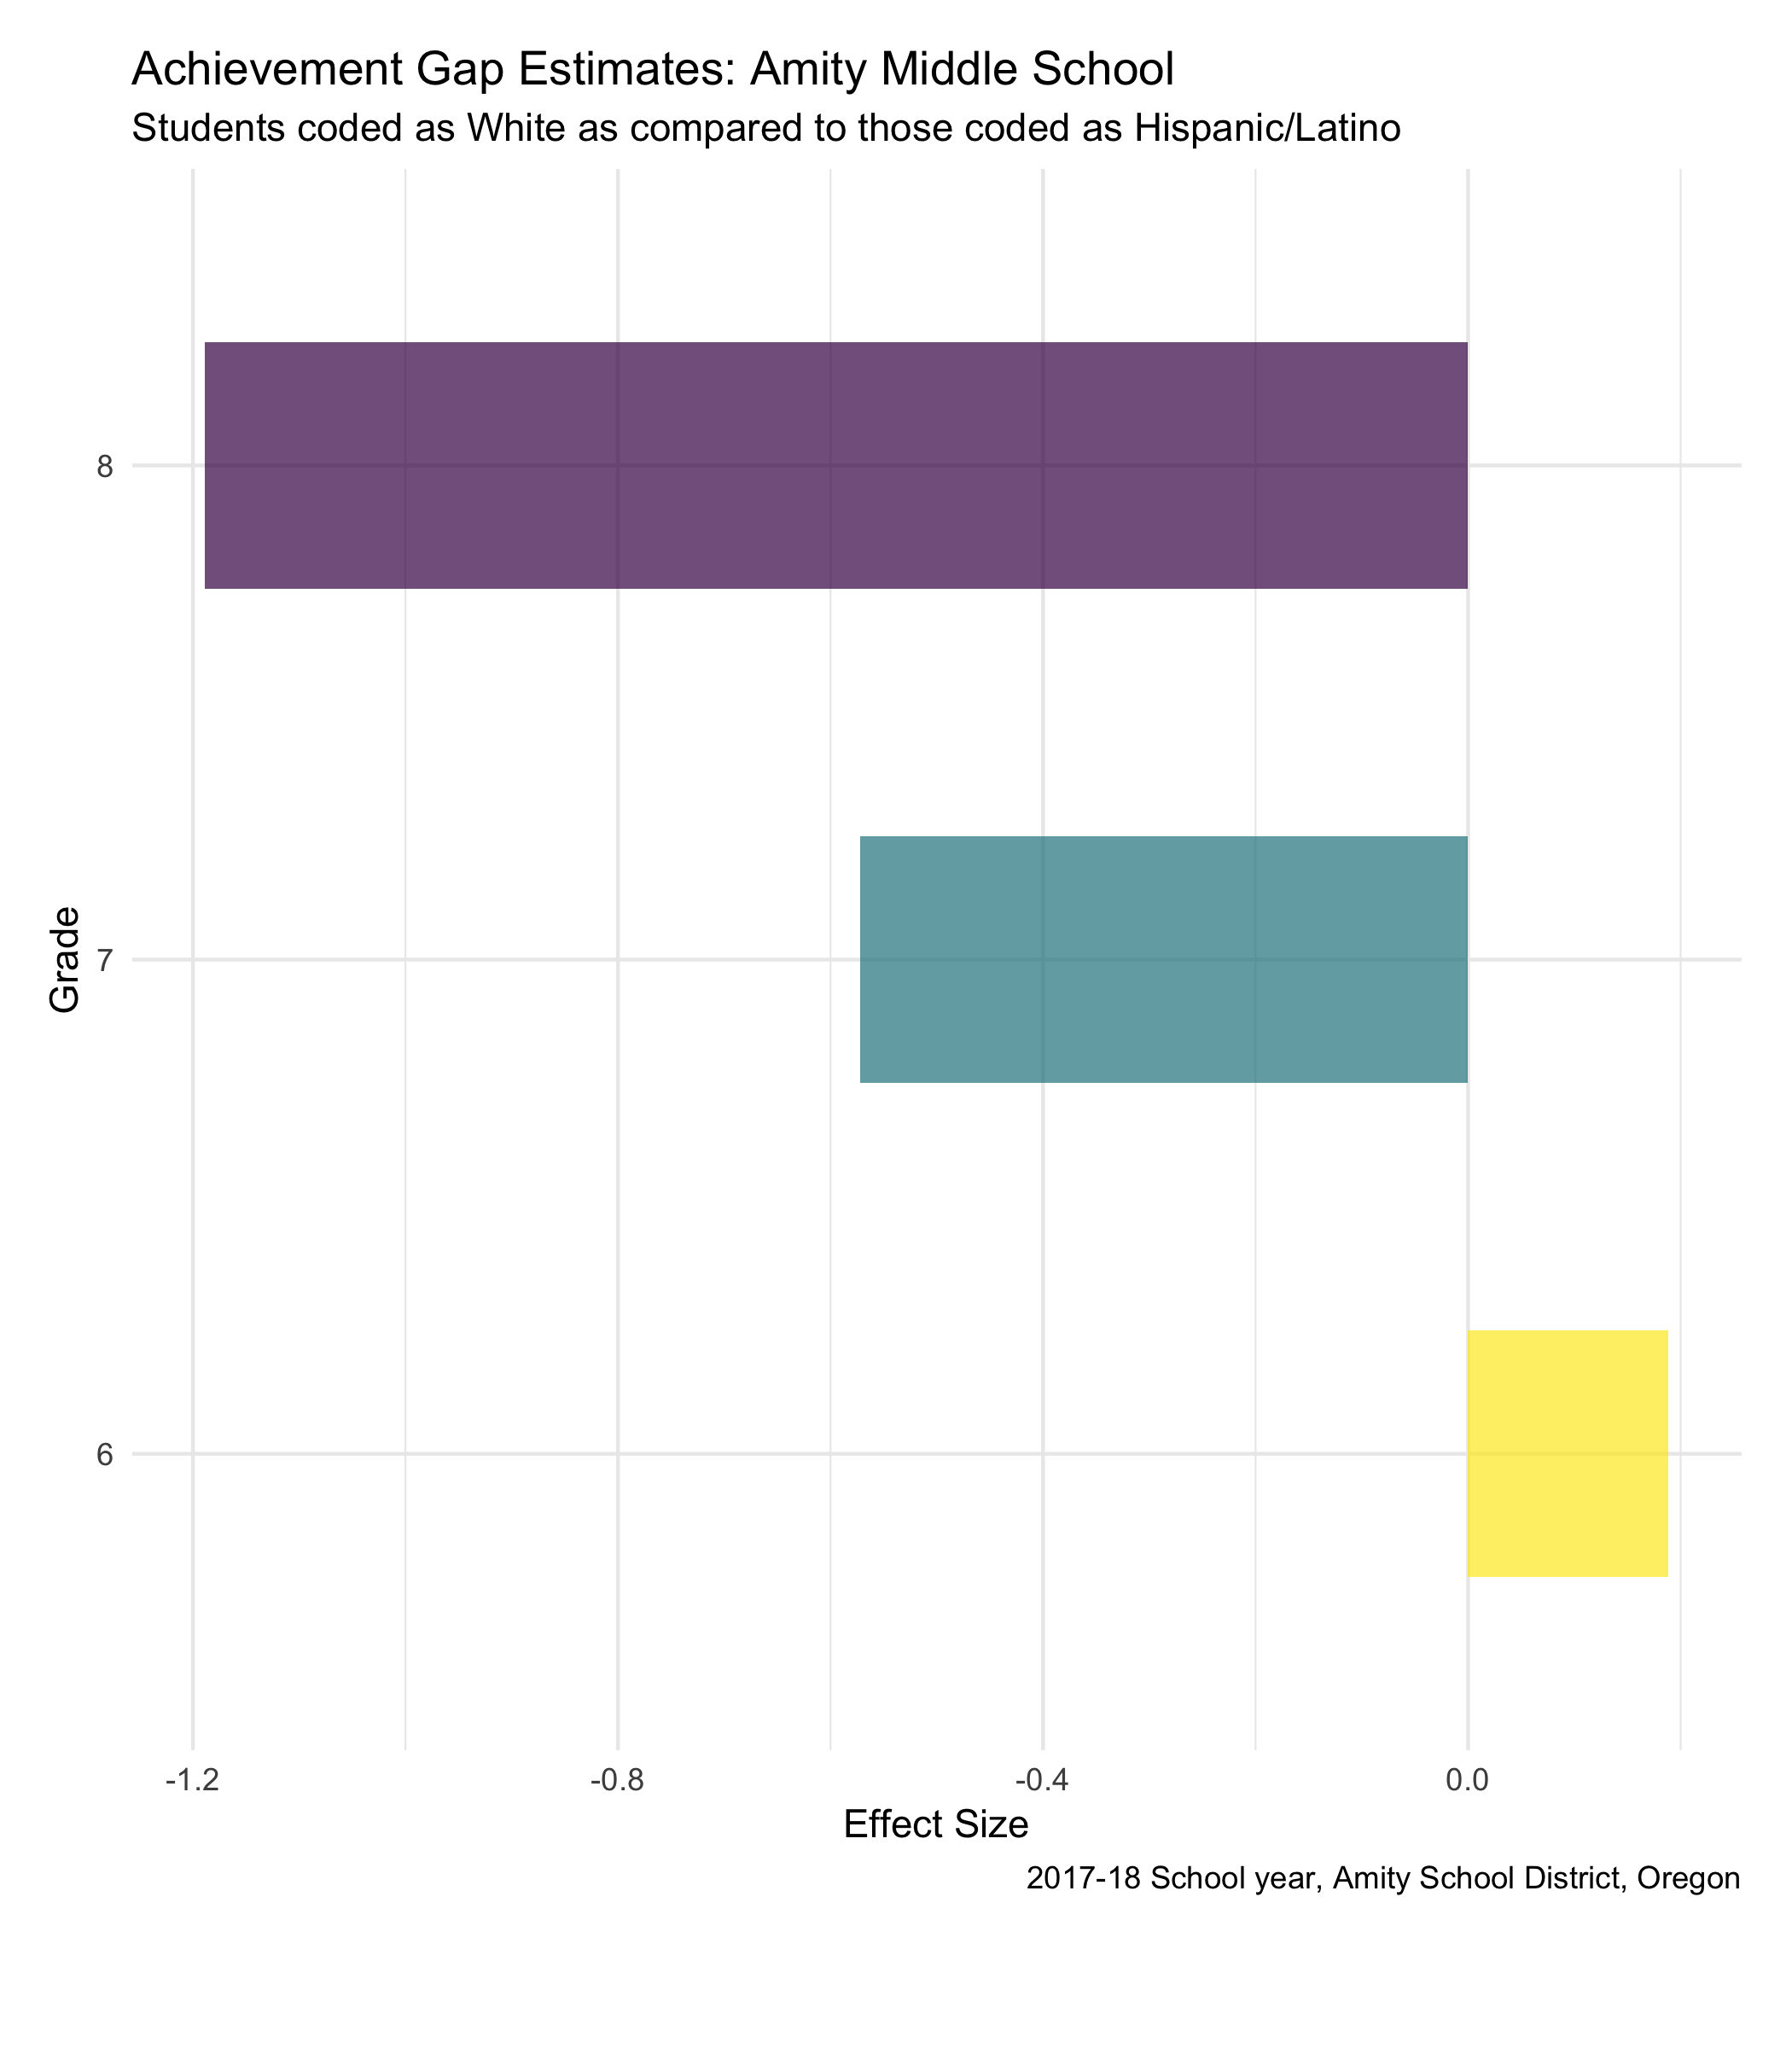 Achievement Gap Estimates: Amity Middle School
Students coded as White as compared to those coded as Hispanic/Latino
8
7
6
Grade
-1.2 -0.8 -0.4 0.0
Effect Size
2017-18 School year, Amity School District, Oregon